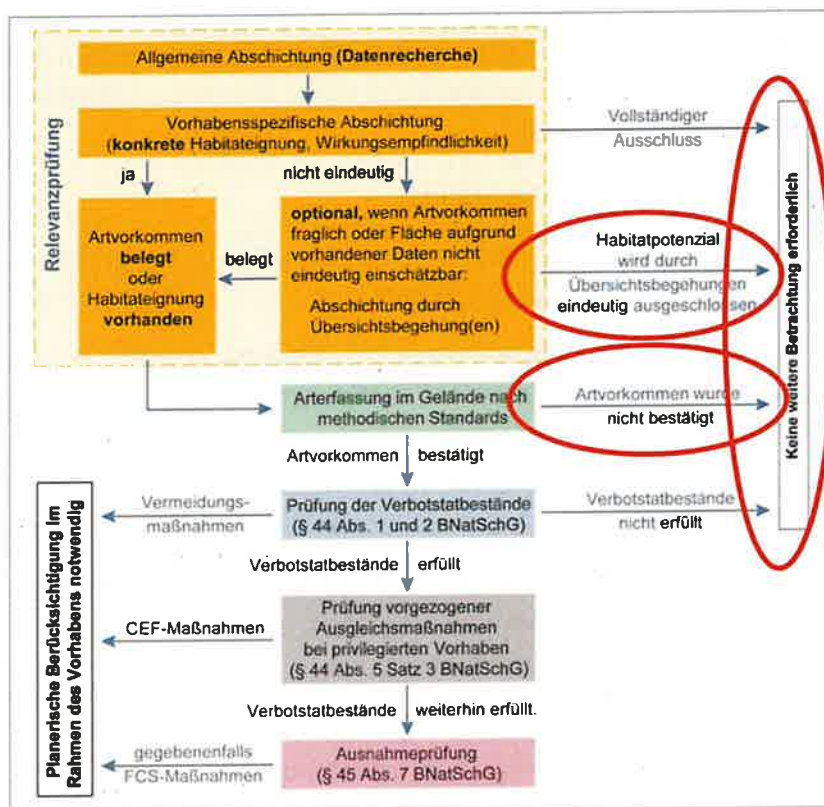 Allgemeine Abschichtung (Datenrecherche)
Relevanzprüfung
Vorhabensspezifische Abschichtung
(konkrete Habitateignung, Wirkungsempfindlichkeit)
Vollständiger
Ausschluss
ja
nicht eindeutig
Artvorkommen
belegt
oder
Habitateignung
vorhanden
belegt
optional, wenn Artvorkommen
fraglich oder Fläche aufgrund
vorhandener Daten nicht
eindeutig einschätzbar:
Abschichtung durch
Übersichtsbegehung(en)
Habitatpotenzial
wird durch
Übersichtsbegehungen
eindeutig ausgeschlossen
Keine weitere Betrachtung erforderlich
Arterfassung im Gelände nach
methodischen Standards
Artvorkommen wurde
nicht bestätigt
Artvorkommen bestätigt
Planerische Berücksichtigung im
Rahmen des Vorhabens notwendig
Vermeidungs-
maßnahmen
Prüfung der Verbotstatbestände
(§ 44 Abs. 1 und 2 BNatSchG)
Verbotstatbestände
nicht erfüllt
Verbotstatbestände erfüllt
CEF-Maßnahmen
Prüfung vorgezogener
Ausgleichsmaßnahmen
bei privilegierten Vorhaben
(§ 44 Abs. 5 Satz 3 BNatSchG)
Verbotstatbestände weiterhin erfüllt.
gegebenenfalls
FCS-Maßnahmen
Ausnahmeprüfung
(§ 45 Abs. 7 BNatSchG)